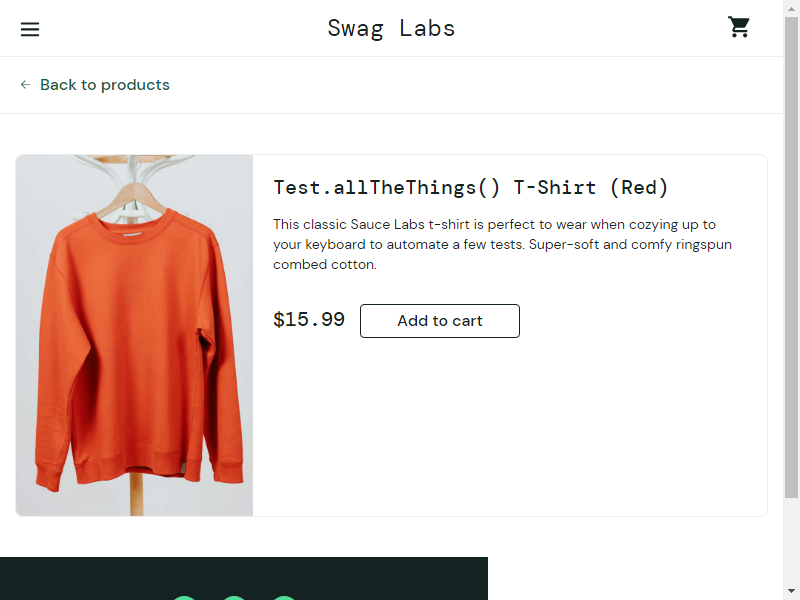 Swag Labs
Back to products
Test.allTheThings() T-Shirt (Red)
This classic Sauce Labs t-shirt is perfect to wear when cozying up to
your keyboard to automate a few tests. Super-soft and comfy ringspun
combed cotton.
$15.99
Add to cart